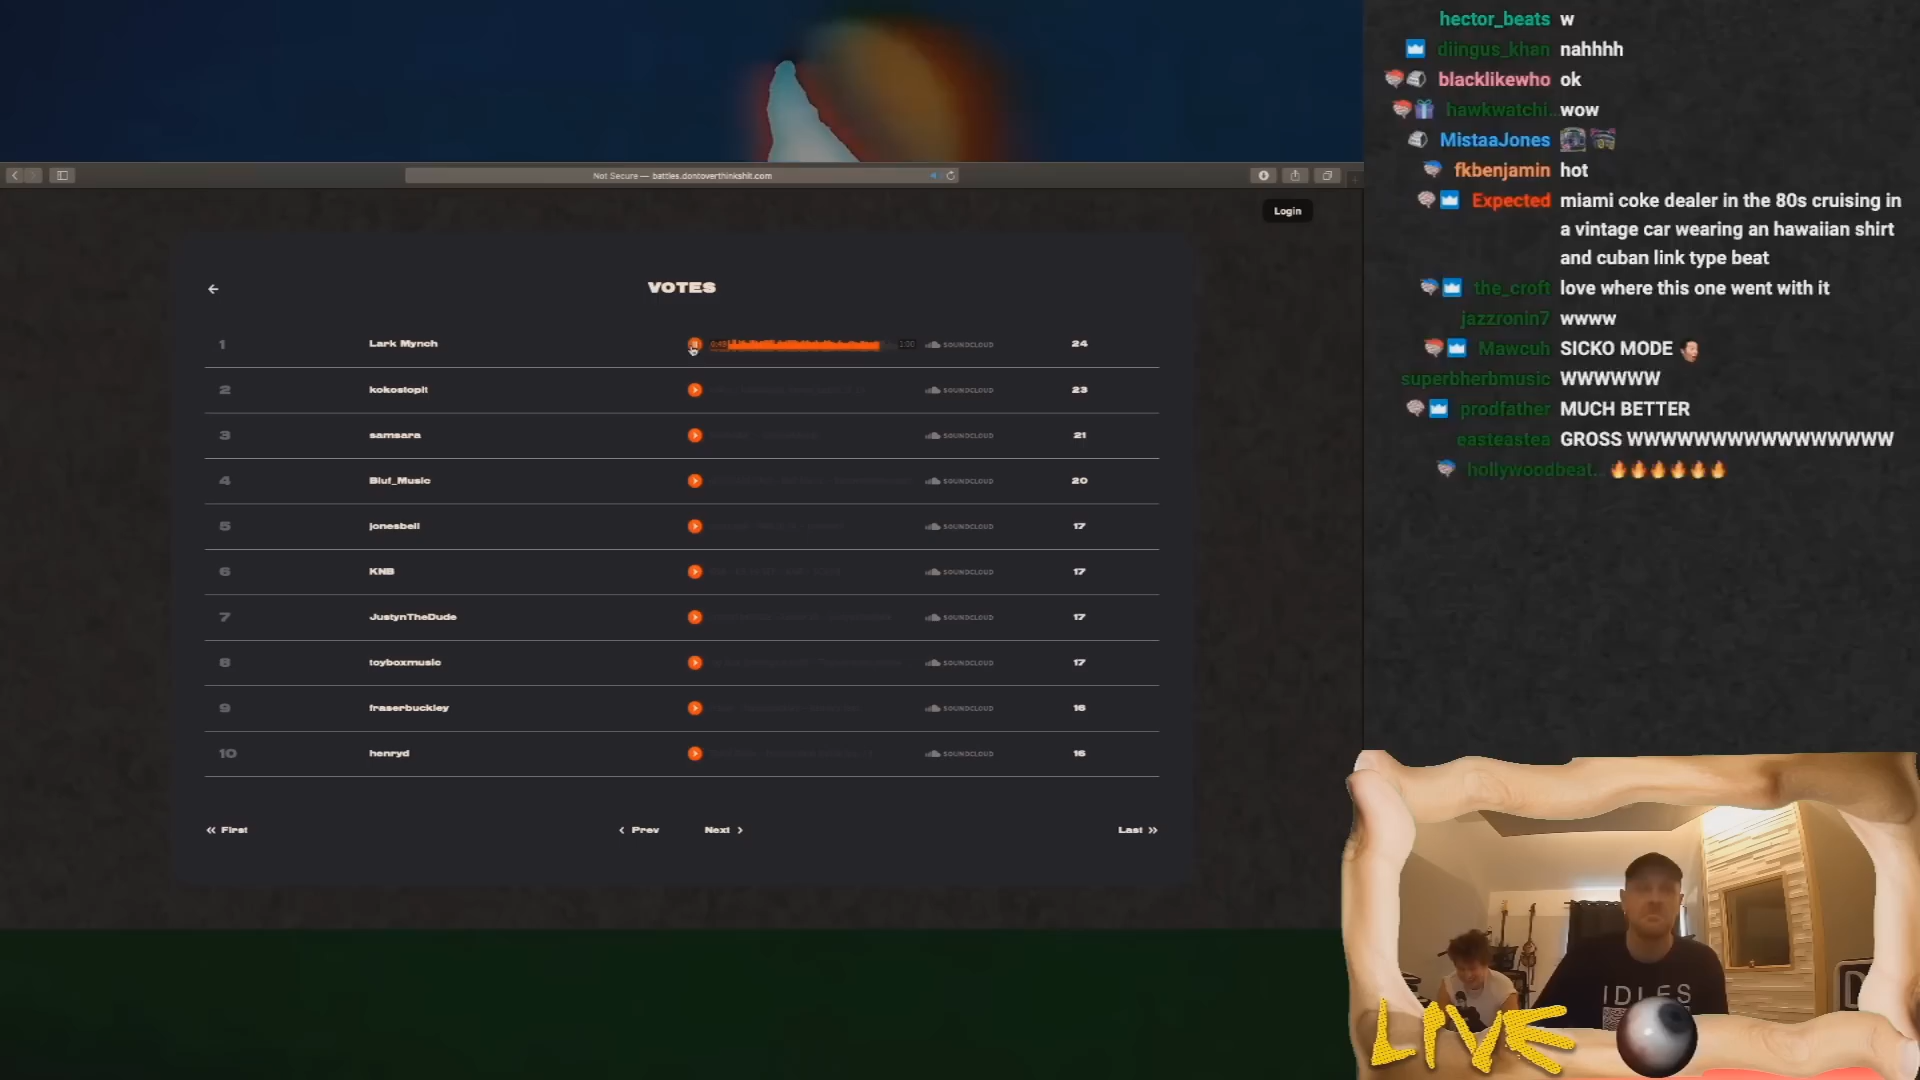 hector_beats w
diingus_khan nahhhh
blacklikewho ok
hawkwatchi... wow
MistaaJones
fkbenjamin hot
Expected miami coke dealer in the 80s cruising in
a vintage car wearing an hawaiian shirt
and cuban link type beat
the_croft love where this one went with it
jazzronin7 wwww
Mawcuh SICKO MODE
superbherbmusic WWWWWW
prodfather MUCH BETTER
easteastea GROSS WWWWWWWWWWWWWWWWW
hollywoodbeat... 🔥🔥🔥🔥🔥🔥
Not Secure — battles.dontoverthinkshit.com
Login
VOTES
1 Lark Mynch 0:49 1:00 SOUNDCLOUD 24
2 kokostopit SOUNDCLOUD 23
3 samsara SOUNDCLOUD 21
4 Bluf_Music SOUNDCLOUD 20
5 jonesbell SOUNDCLOUD 17
6 KNB SOUNDCLOUD 17
7 JustynTheDude SOUNDCLOUD 17
8 toyboxmusic SOUNDCLOUD 17
9 fraserbuckley SOUNDCLOUD 16
10 henryd SOUNDCLOUD 16
First Prev Next Last
IDLES
LIVE